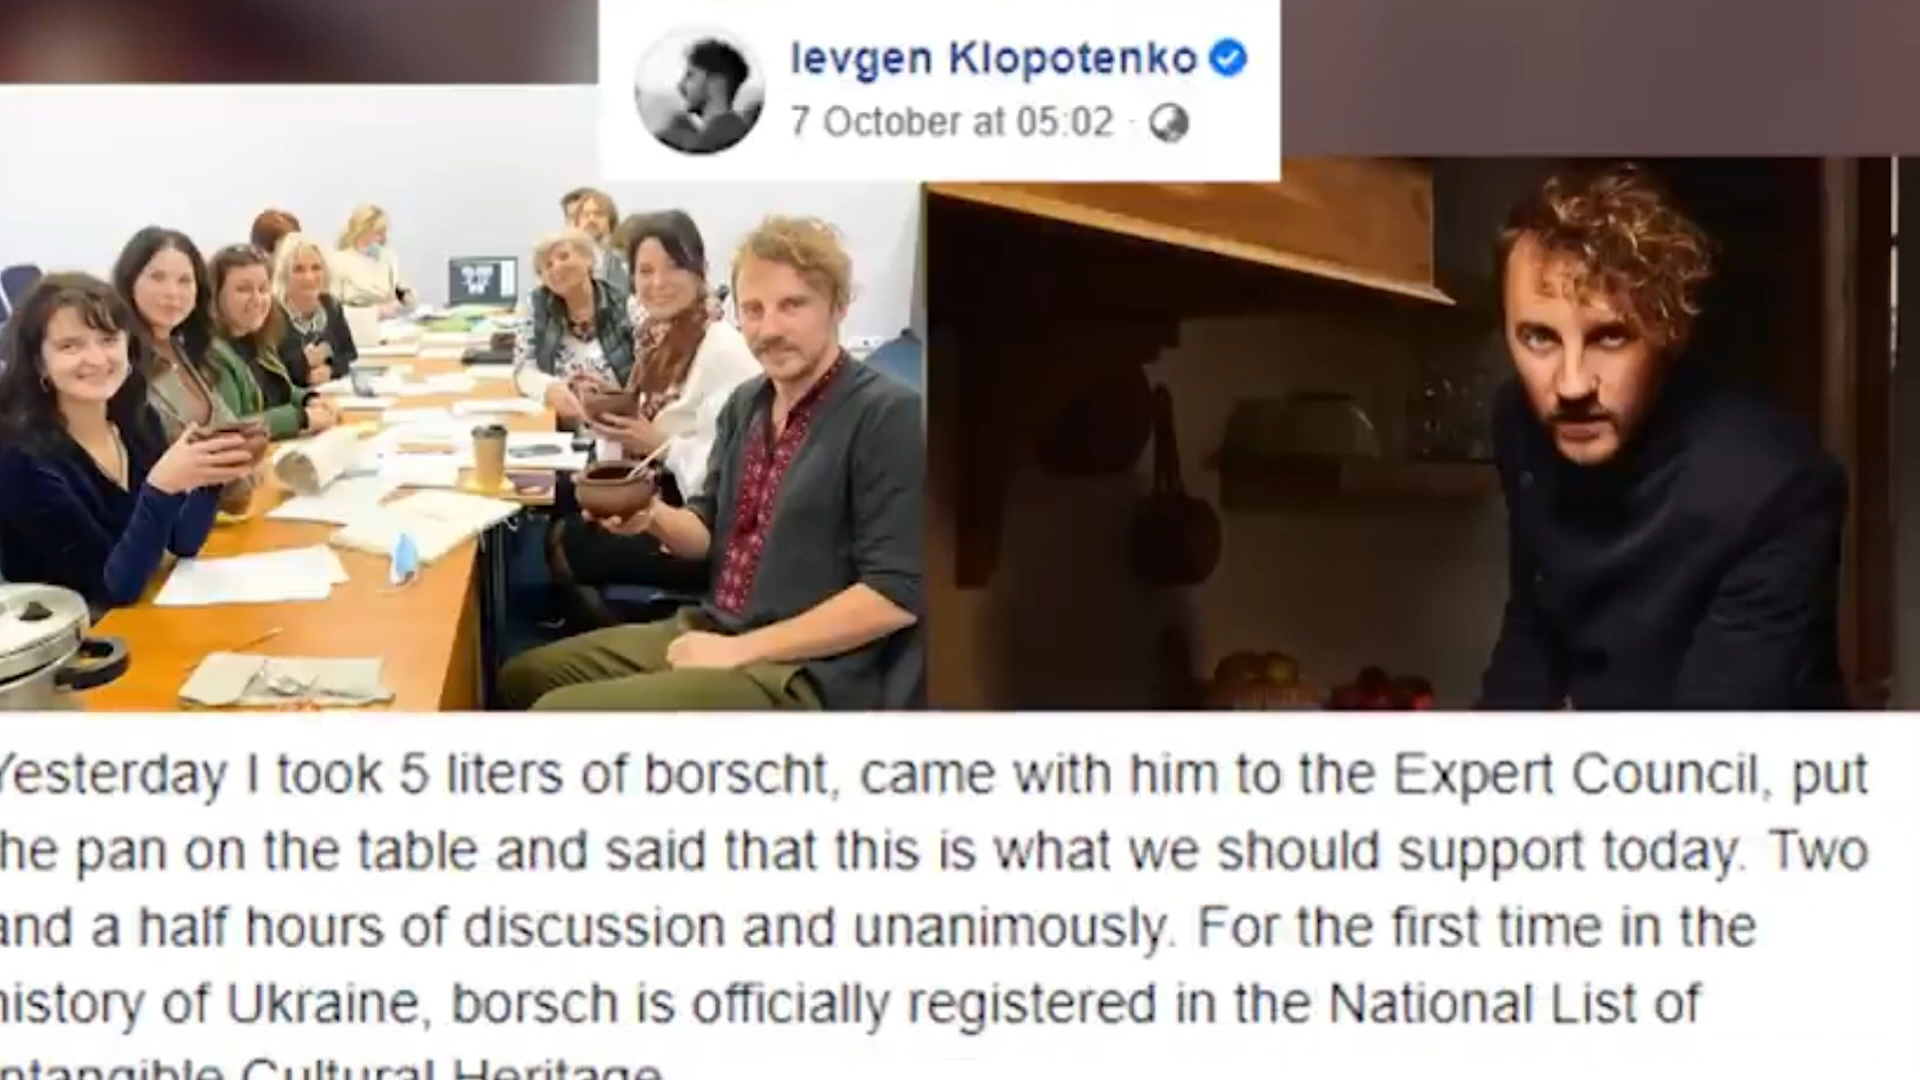 Ievgen Klopotenko
7 October at 05:02 ·
Yesterday I took 5 liters of borscht, came with him to the Expert Council, put
he pan on the table and said that this is what we should support today. Two
and a half hours of discussion and unanimously. For the first time in the
history of Ukraine, borsch is officially registered in the National List of
ntangible Cultural Heritage